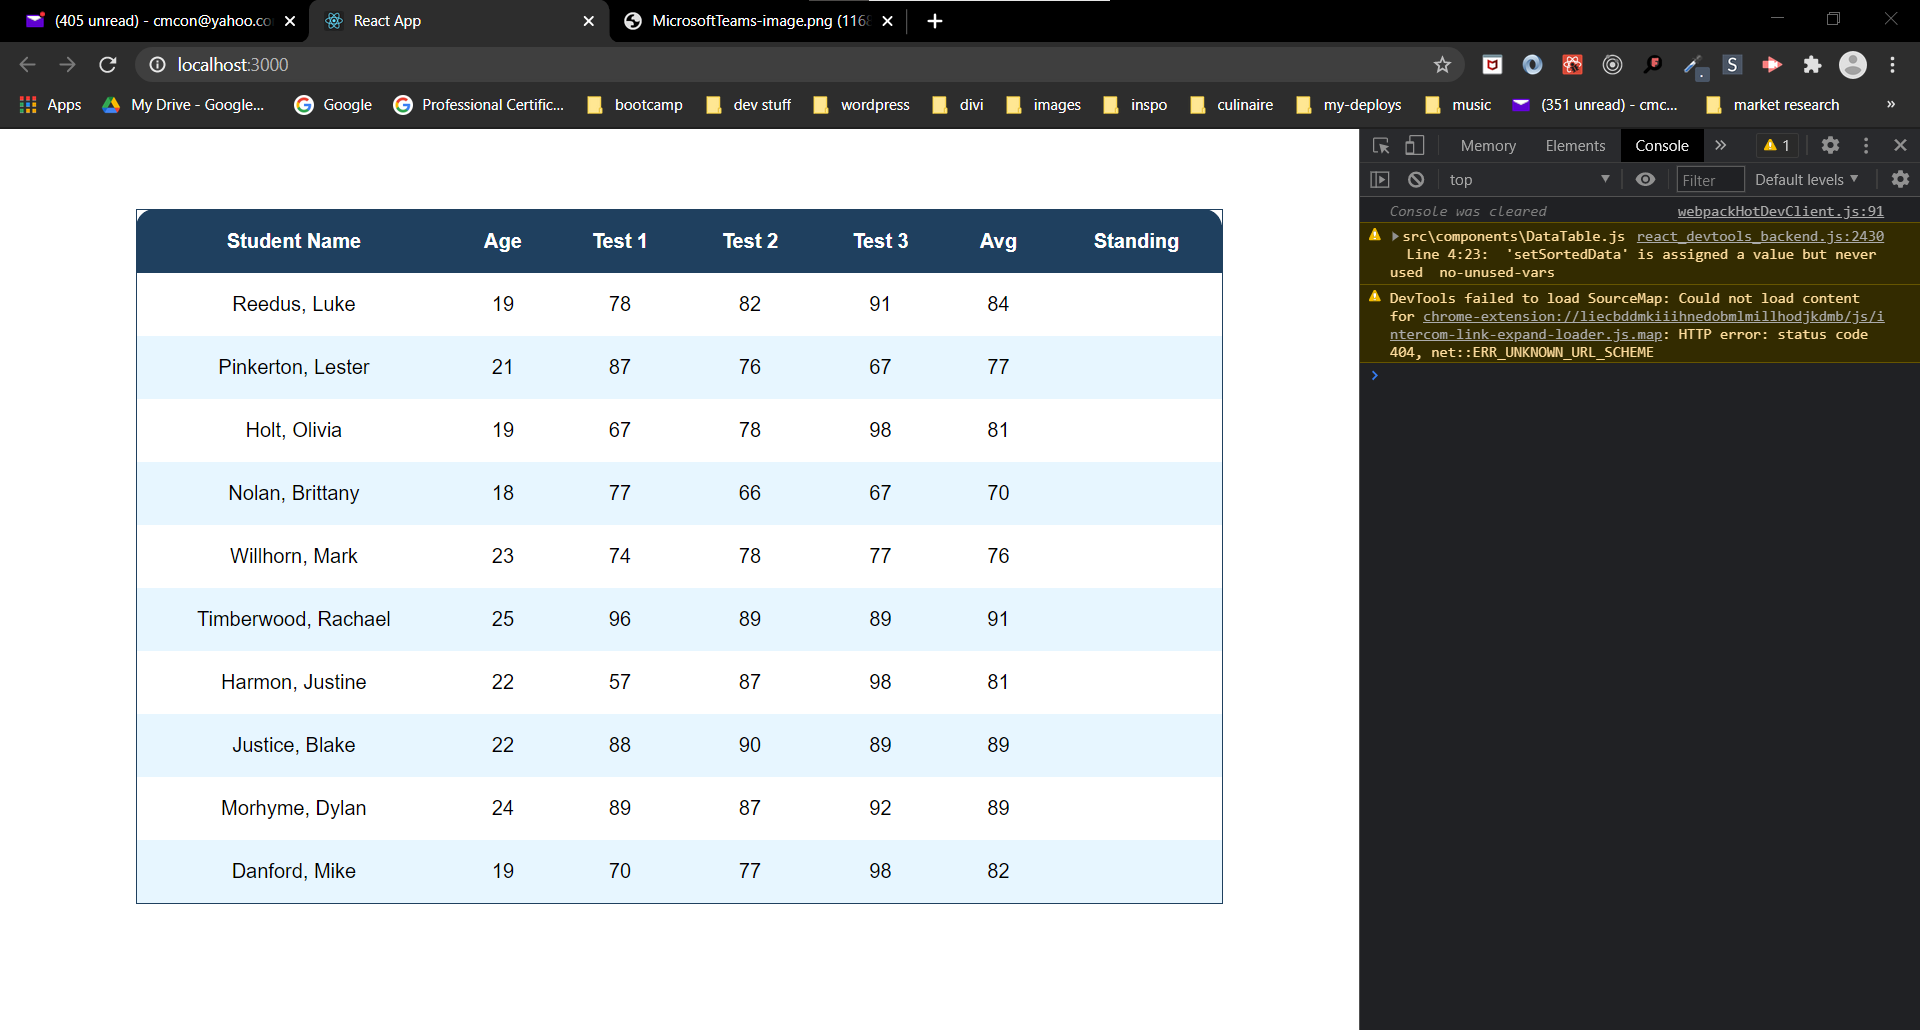 (405 unread) - cmcon@yahoo.co
React App
MicrosoftTeams-image.png (1168
localhost:3000
Apps
My Drive - Google...
Google
Professional Certific...
bootcamp
dev stuff
wordpress
divi
images
inspo
culinaire
my-deploys
music
(351 unread) - cmc...
market research
»
Memory Elements Console » 1
top Filter Default levels
Console was cleared webpackHotDevClient.js:91
src\components\DataTable.js react_devtools_backend.js:2430
Line 4:23: 'setSortedData' is assigned a value but never
used no-unused-vars
DevTools failed to load SourceMap: Could not load content
for chrome-extension://liecbddmkiiihnedobmlmillhodjkdmb/js/i
ntercom-link-expand-loader.js.map: HTTP error: status code
404, net::ERR_UNKNOWN_URL_SCHEME
Student Name Age Test 1 Test 2 Test 3 Avg Standing
Reedus, Luke 19 78 82 91 84
Pinkerton, Lester 21 87 76 67 77
Holt, Olivia 19 67 78 98 81
Nolan, Brittany 18 77 66 67 70
Willhorn, Mark 23 74 78 77 76
Timberwood, Rachael 25 96 89 89 91
Harmon, Justine 22 57 87 98 81
Justice, Blake 22 88 90 89 89
Morhyme, Dylan 24 89 87 92 89
Danford, Mike 19 70 77 98 82